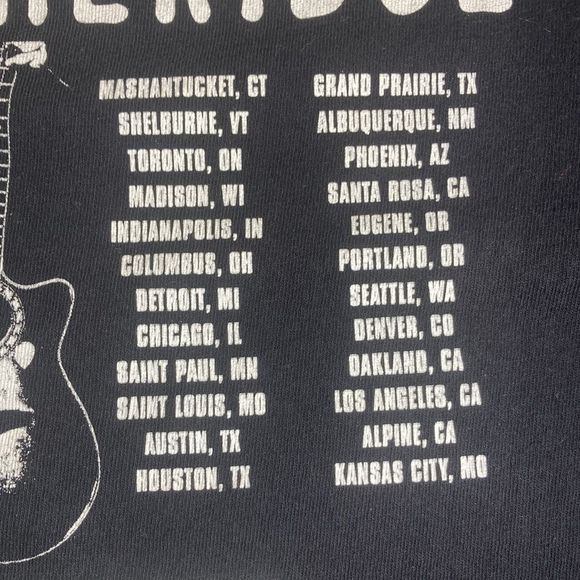 MASHANTUCKET, CT
SHELBURNE, VT
TORONTO, ON
MADISON, WI
INDIANAPOLIS, IN
COLUMBUS, OH
DETROIT, MI
CHICAGO, IL
SAINT PAUL, MN
SAINT LOUIS, MO
AUSTIN, TX
HOUSTON, TX
GRAND PRAIRIE, TX
ALBUQUERQUE, NM
PHOENIX, AZ
SANTA ROSA, CA
EUGENE, OR
PORTLAND, OR
SEATTLE, WA
DENVER, CO
OAKLAND, CA
LOS ANGELES, CA
ALPINE, CA
KANSAS CITY, MO